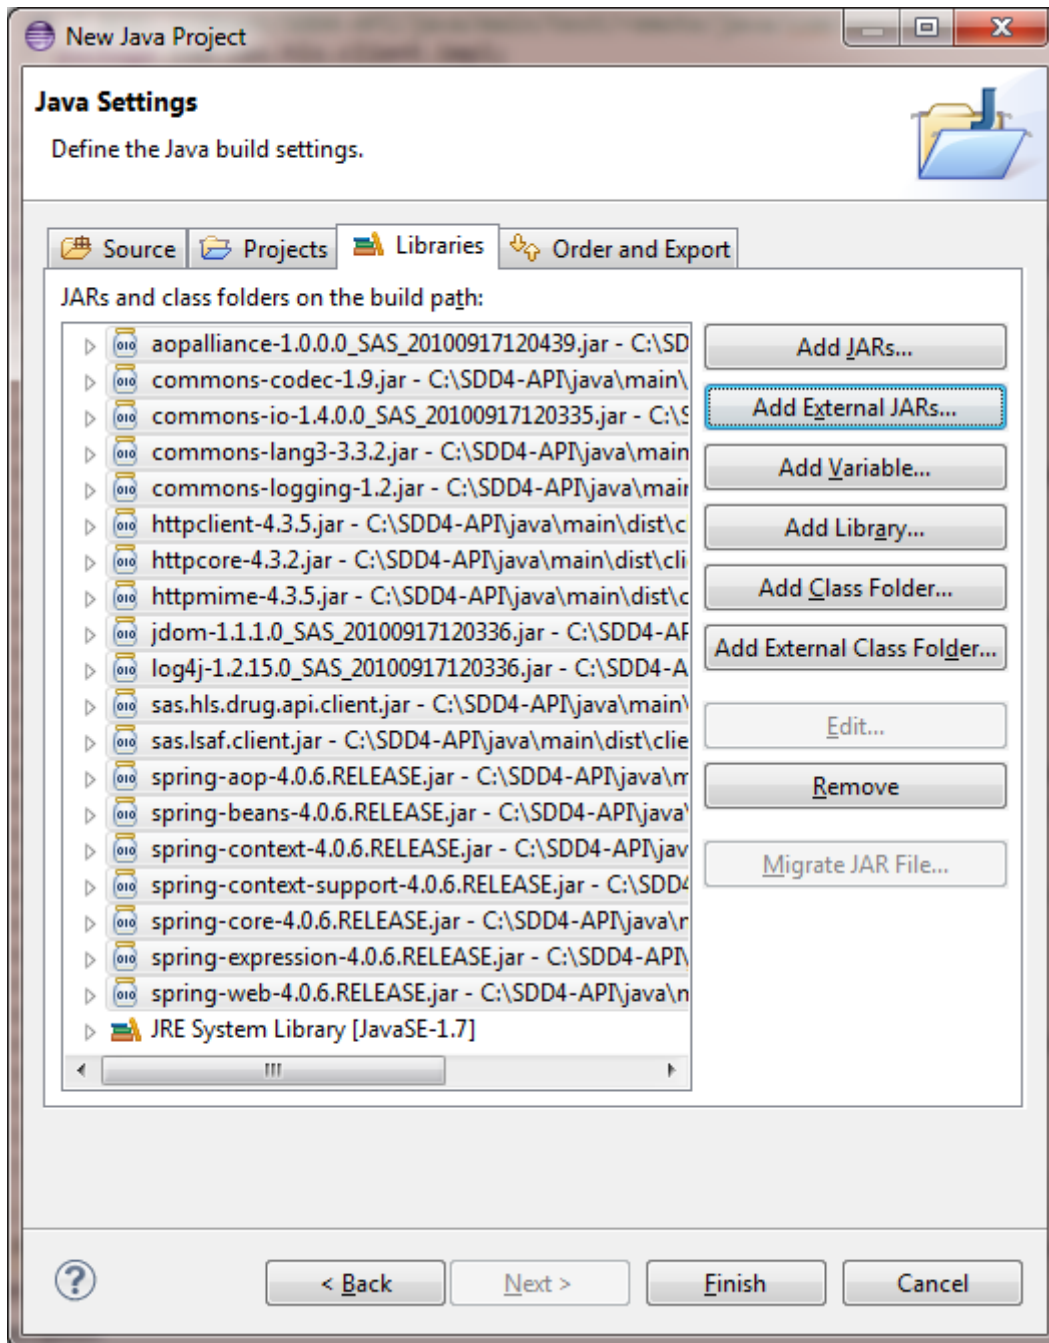 New Java Project
Java Settings
Define the Java build settings.
Source
Projects
Libraries
Order and Export
JARs and class folders on the build path:
aopalliance-1.0.0.0_SAS_20100917120439.jar - C:\SD
commons-codec-1.9.jar - C:\SDD4-API\java\main\
commons-io-1.4.0.0_SAS_20100917120335.jar - C:\S
commons-lang3-3.3.2.jar - C:\SDD4-API\java\main
commons-logging-1.2.jar - C:\SDD4-API\java\mair
httpclient-4.3.5.jar - C:\SDD4-API\java\main\dist\c
httpcore-4.3.2.jar - C:\SDD4-API\java\main\dist\cli
httpmime-4.3.5.jar - C:\SDD4-API\java\main\dist\c
jdom-1.1.1.0_SAS_20100917120336.jar - C:\SDD4-AP
log4j-1.2.15.0_SAS_20100917120336.jar - C:\SDD4-A
sas.hls.drug.api.client.jar - C:\SDD4-API\java\main\
sas.lsaf.client.jar - C:\SDD4-API\java\main\dist\clie
spring-aop-4.0.6.RELEASE.jar - C:\SDD4-API\java\m
spring-beans-4.0.6.RELEASE.jar - C:\SDD4-API\java\
spring-context-4.0.6.RELEASE.jar - C:\SDD4-API\jav
spring-context-support-4.0.6.RELEASE.jar - C:\SDD4
spring-core-4.0.6.RELEASE.jar - C:\SDD4-API\java\r
spring-expression-4.0.6.RELEASE.jar - C:\SDD4-API\
spring-web-4.0.6.RELEASE.jar - C:\SDD4-API\java\n
JRE System Library [JavaSE-1.7]
Add JARs...
Add External JARs...
Add Variable...
Add Library...
Add Class Folder...
Add External Class Folder...
Edit...
Remove
Migrate JAR File...
< Back
Next >
Finish
Cancel